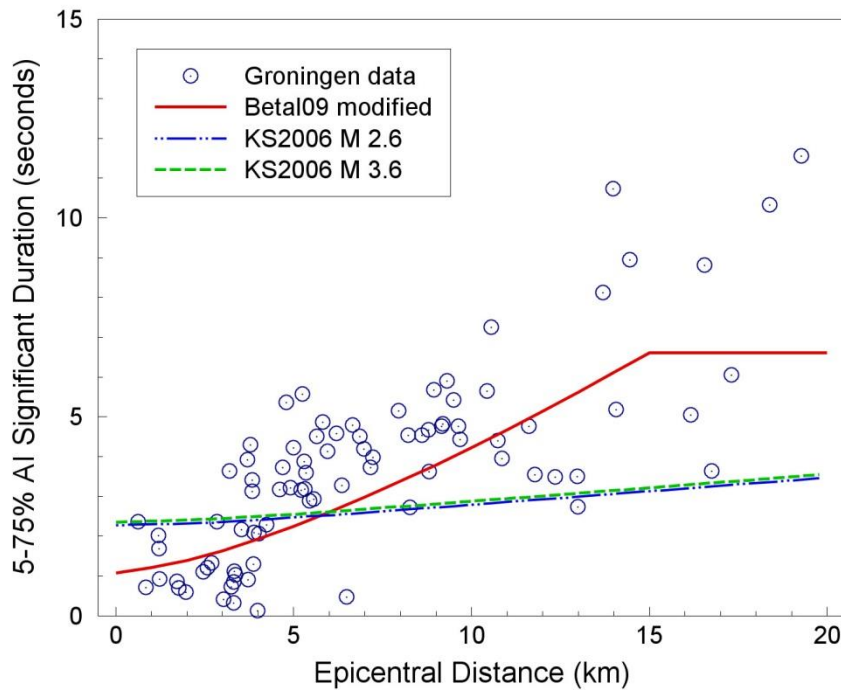 15
10
5
0
5-75% AI Significant Duration (seconds)
Groningen data
Betal09 modified
KS2006 M 2.6
KS2006 M 3.6
0 5 10 15 20
Epicentral Distance (km)